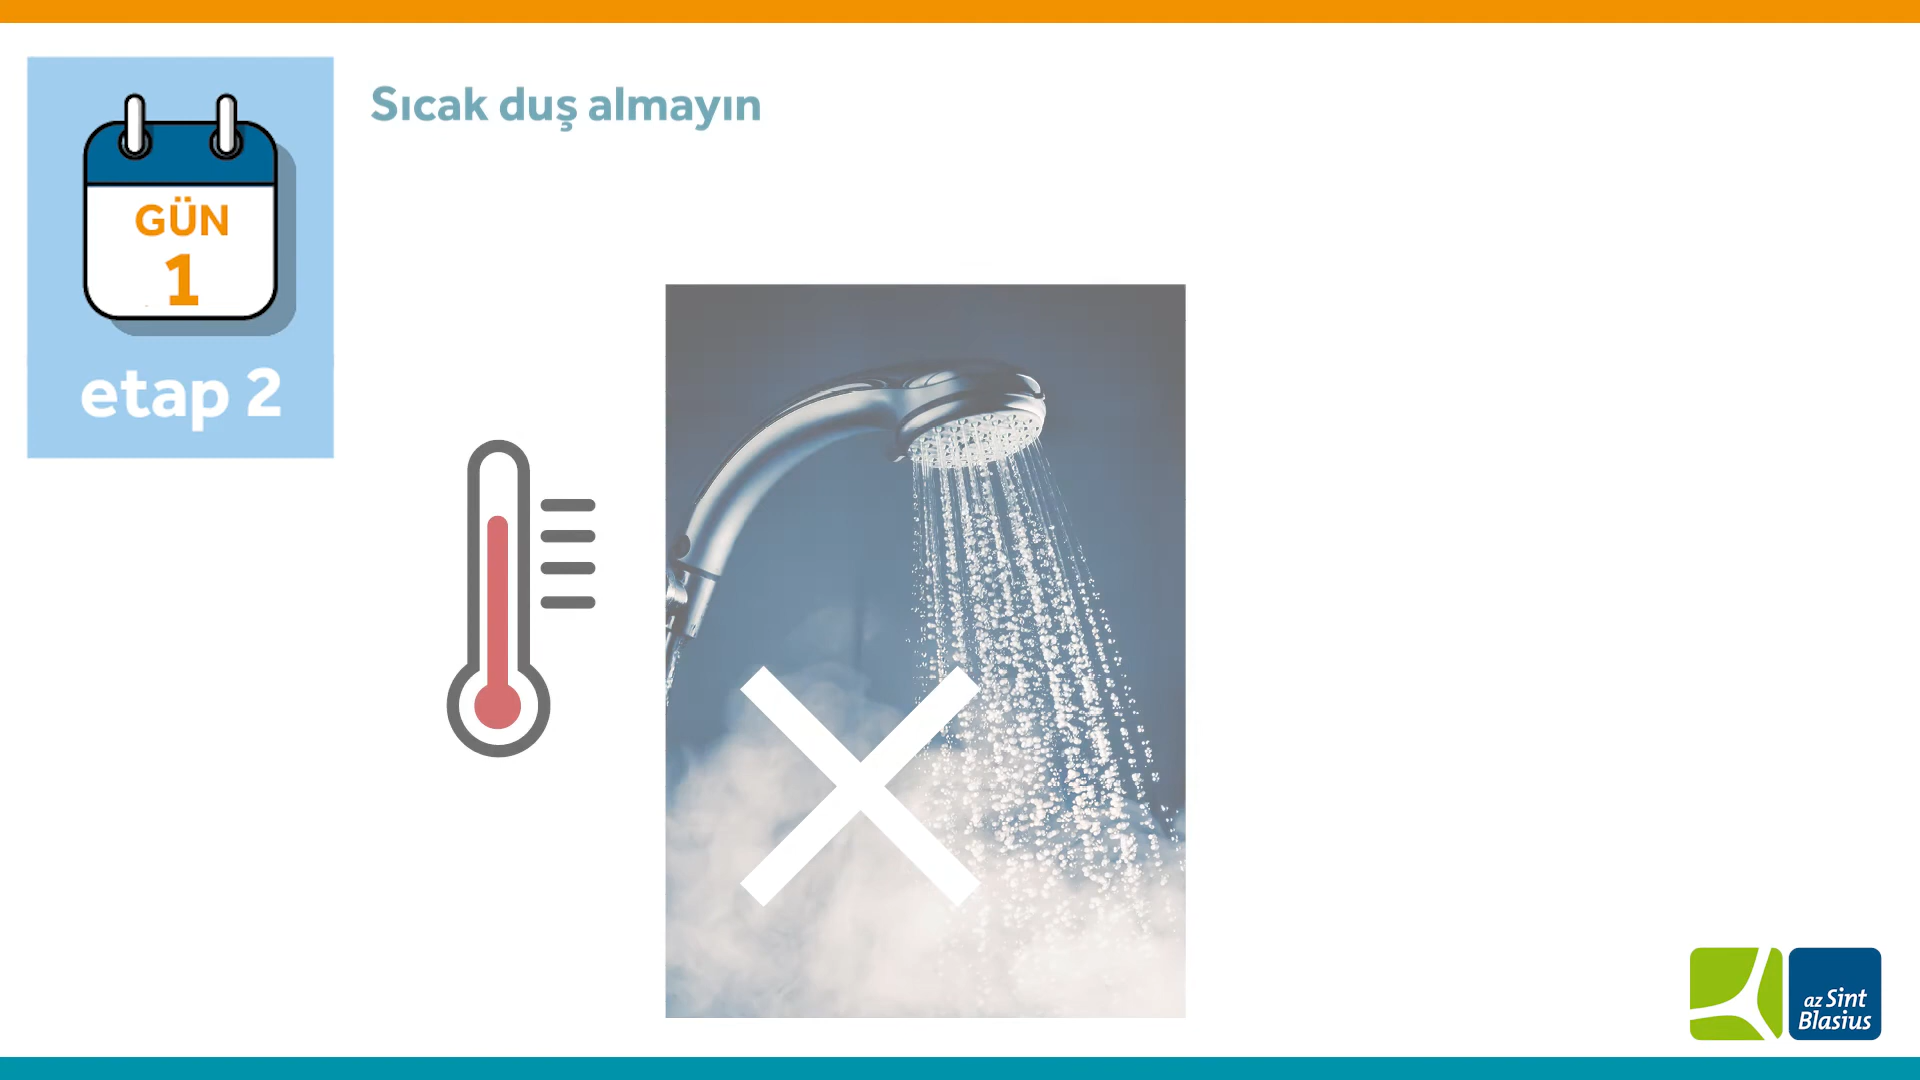 Sıcak duş almayın
GÜN
1
etap 2
az Sint
Blasius